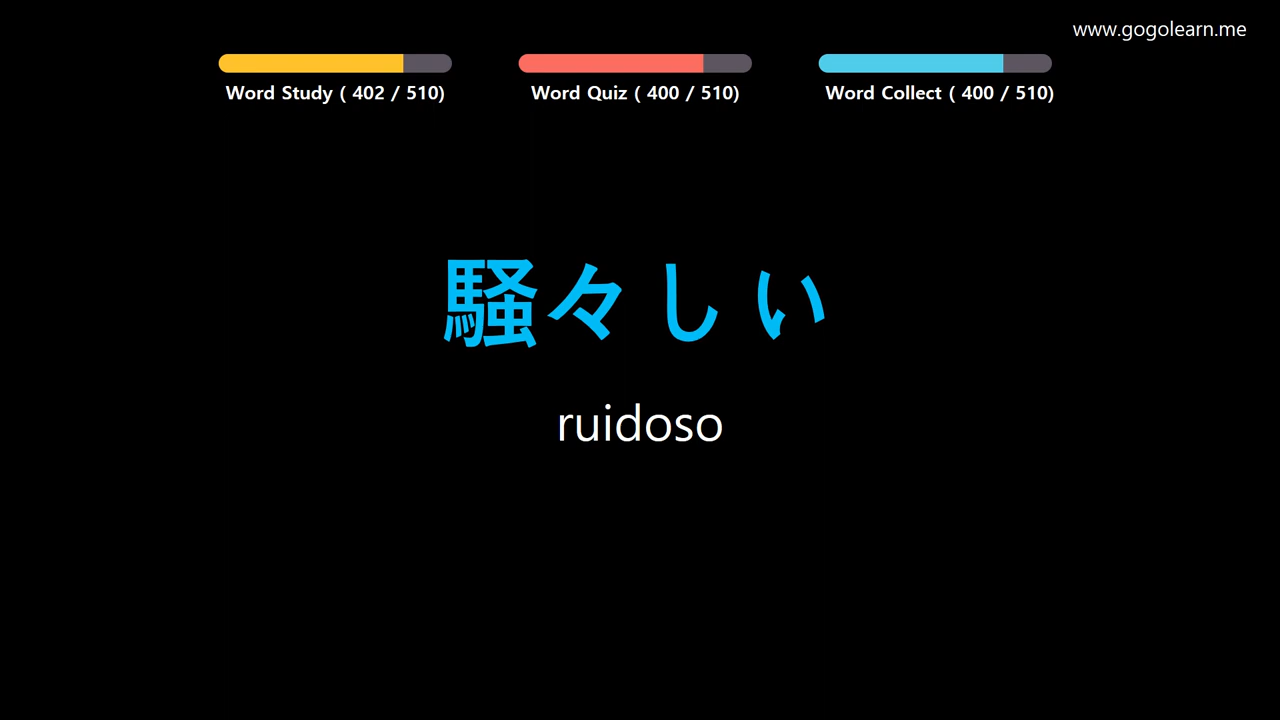 www.gogolearn.me
Word Study ( 402 / 510)
Word Quiz ( 400 / 510)
Word Collect ( 400 / 510)
騒々しい
ruidoso